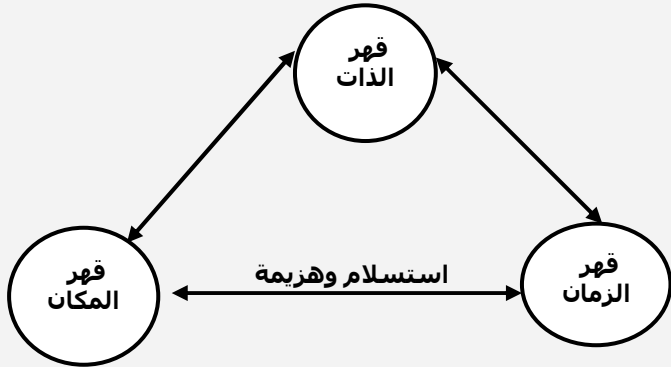 قهر
الذات
استسلام وهزيمة
قهر
الزمان
قهر
المكان